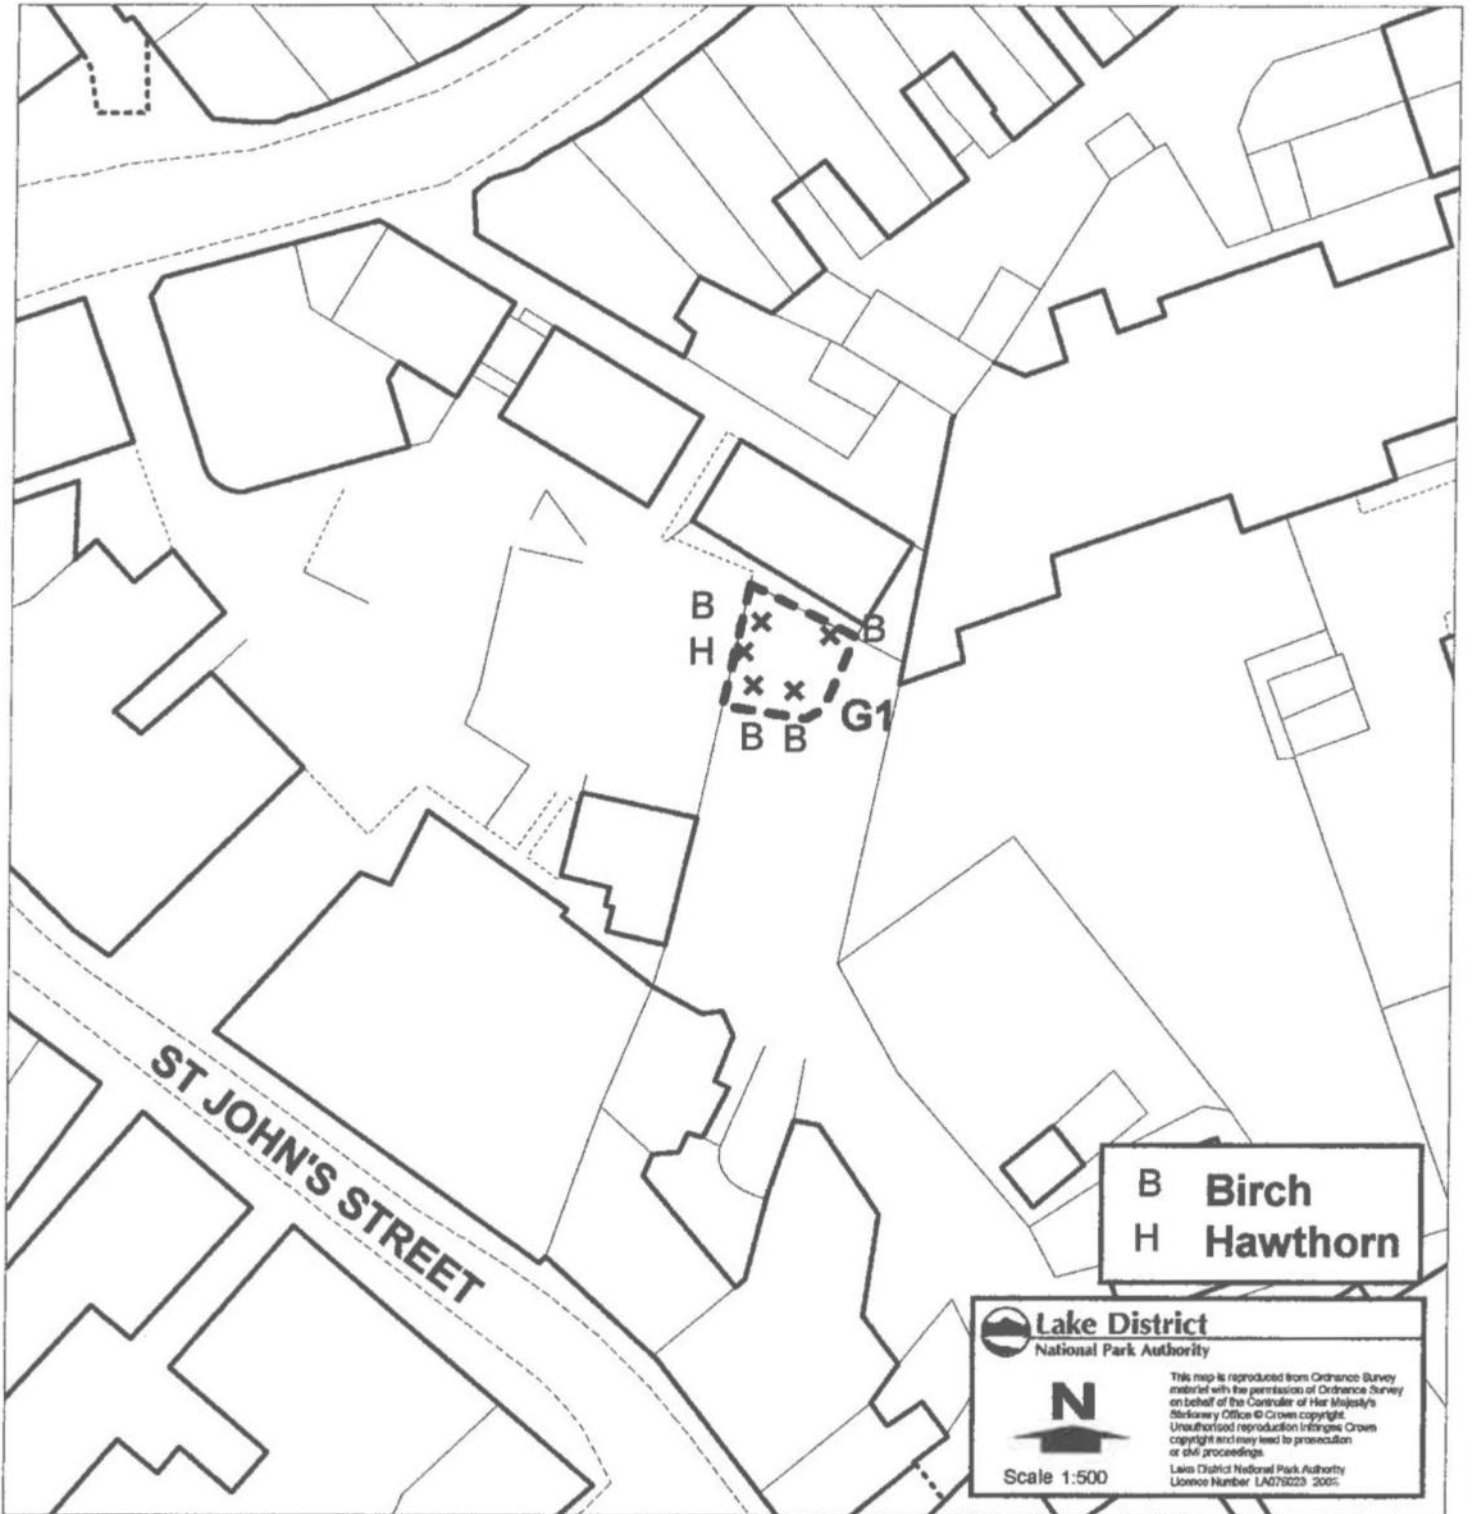 B
B
H
G1
B B
ST JOHN'S STREET
B Birch
H Hawthorn
Lake District
National Park Authority
N
Scale 1:500
This map is reproduced from Ordnance Survey
material with the permission of Ordnance Survey
on behalf of the Controller of Her Majesty's
Stationery Office © Crown copyright.
Unauthorised reproduction infringes Crown
copyright and may lead to prosecution
or civil proceedings.
Lake District National Park Authority
Licence Number LA076023